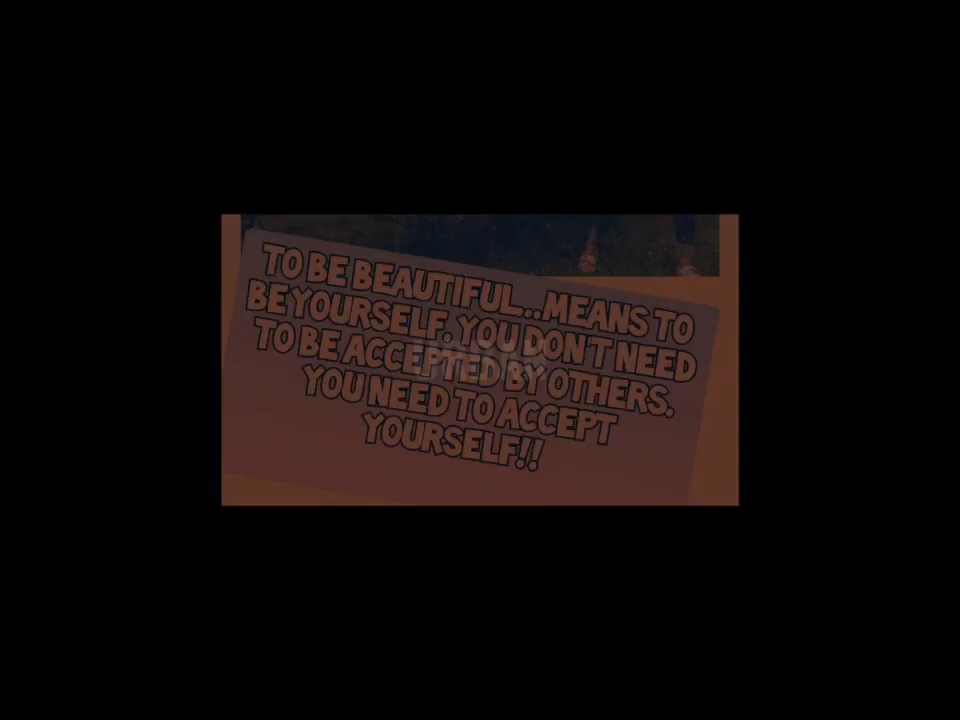 TO BE BEAUTIFUL...MEANS TO
BE YOURSELF. YOU DON'T NEED
TO BE ACCEPTED BY OTHERS.
YOU NEED TO ACCEPT
YOURSELF!!